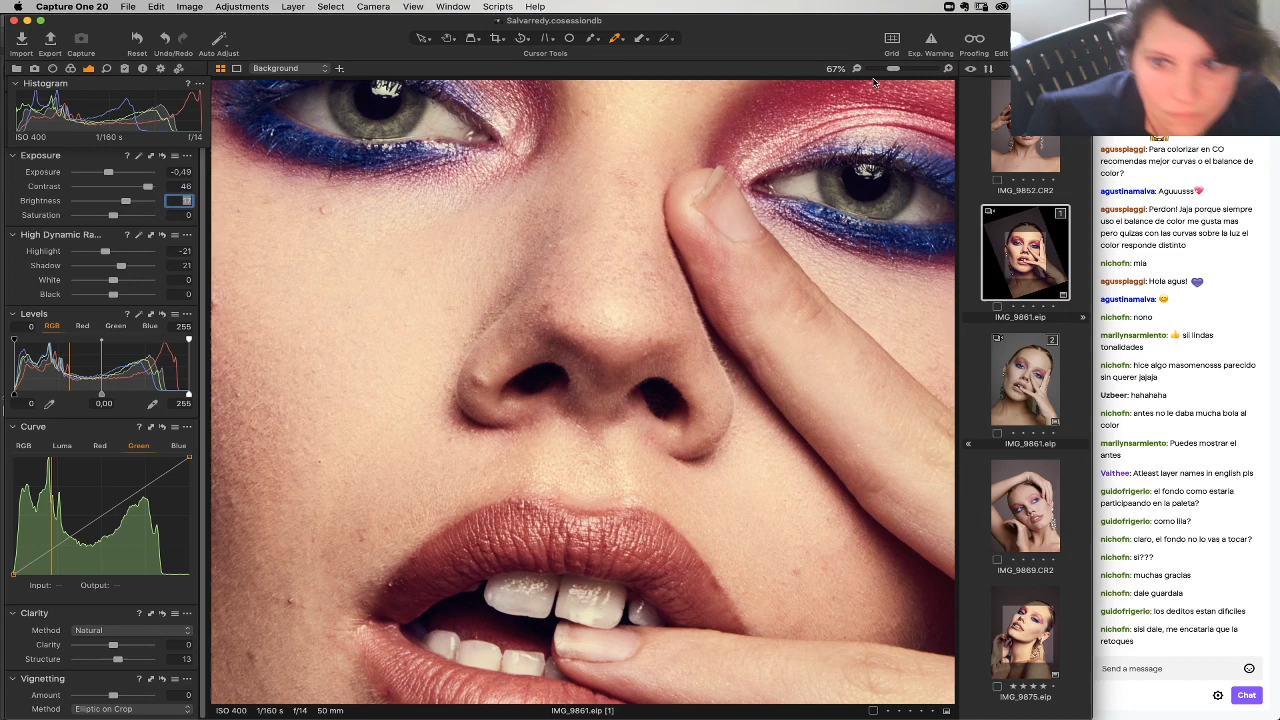 Capture One 20 File Edit Image Adjustments Layer Select Camera View Window Scripts Help
Salvarredy.cosessiondb
Import Export Capture Reset Undo/Redo Auto Adjust Cursor Tools Grid Exp. Warning Proofing Edit
Background
67%
Histogram
ISO 400 1/160 s f/14
Exposure
Exposure -0,49
Contrast 46
Brightness
Saturation 0
High Dynamic Ra...
Highlight -21
Shadow 21
White 0
Black 0
Levels
0 RGB Red Green Blue 255
0 0,00 255
Curve
RGB Luma Red Green Blue
Input: -- Output: --
Clarity
Method Natural
Clarity 0
Structure 13
Vignetting
Amount 0
Method Elliptic on Crop
ISO 400 1/160 s f/14 50 mm
IMG_9861.eip [1]
IMG_9852.CR2
1
IMG_9861.eip
2
IMG_9861.eip
IMG_9869.CR2
IMG_9875.eip
agusspiaggi: Para colorizar en CO
recomendas mejor curvas o el balance de
color?
agustinamalva: Aguuuss
agusspiaggi: Perdon! Jaja porque siempre
uso el balance de color me gusta mas
pero quizas con las curvas sobre la luz el
color responde distinto
nichofn: mia
agusspiaggi: Hola agus!
agustinamalva:
nichofn: nono
marilynsarmiento: sii lindas
tonalidades
nichofn: hice algo masomenosss parecido
sin querer jajaja
Uzbeer: hahahaha
nichofn: antes no le daba mucha bola al
color
marilynsarmiento: Puedes mostrar el
antes
Valthee: Atleast layer names in english pls
guidofrigerio: el fondo como estaria
participaando en la paleta?
guidofrigerio: como lila?
nichofn: claro, el fondo no lo vas a tocar?
nichofn: si???
nichofn: muchas gracias
nichofn: dale guardala
guidofrigerio: los deditos estan dificiles
nichofn: sisi dale, me encataria que la
retoques
Send a message
Chat